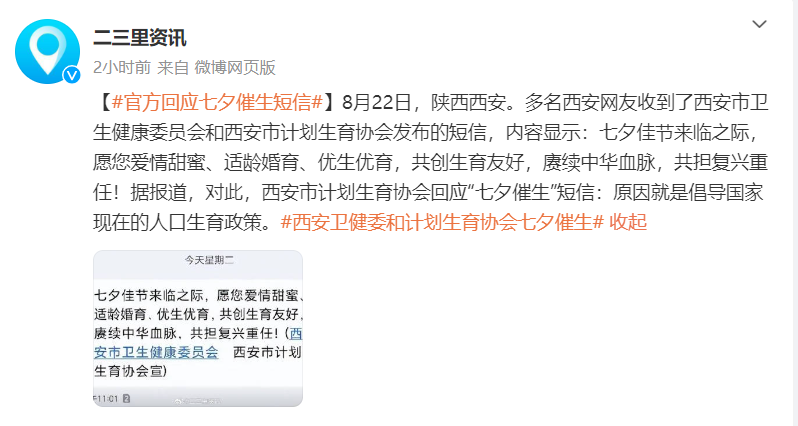 二三里资讯
2小时前 来自 微博网页版
【#官方回应七夕催生短信#】8月22日，陕西西安。多名西安网友收到了西安市卫
生健康委员会和西安市计划生育协会发布的短信，内容显示：七夕佳节来临之际，
愿您爱情甜蜜、适龄婚育、优生优育，共创生育友好，赓续中华血脉，共担复兴重
任！据报道，对此，西安市计划生育协会回应“七夕催生”短信：原因就是倡导国家
现在的人口生育政策。#西安卫健委和计划生育协会七夕催生# 收起
今天星期二
七夕佳节来临之际，愿您爱情甜蜜、
适龄婚育、优生优育，共创生育友好，
赓续中华血脉，共担复兴重任！（西
安市卫生健康委员会 西安市计划
生育协会宣）
11:01 2